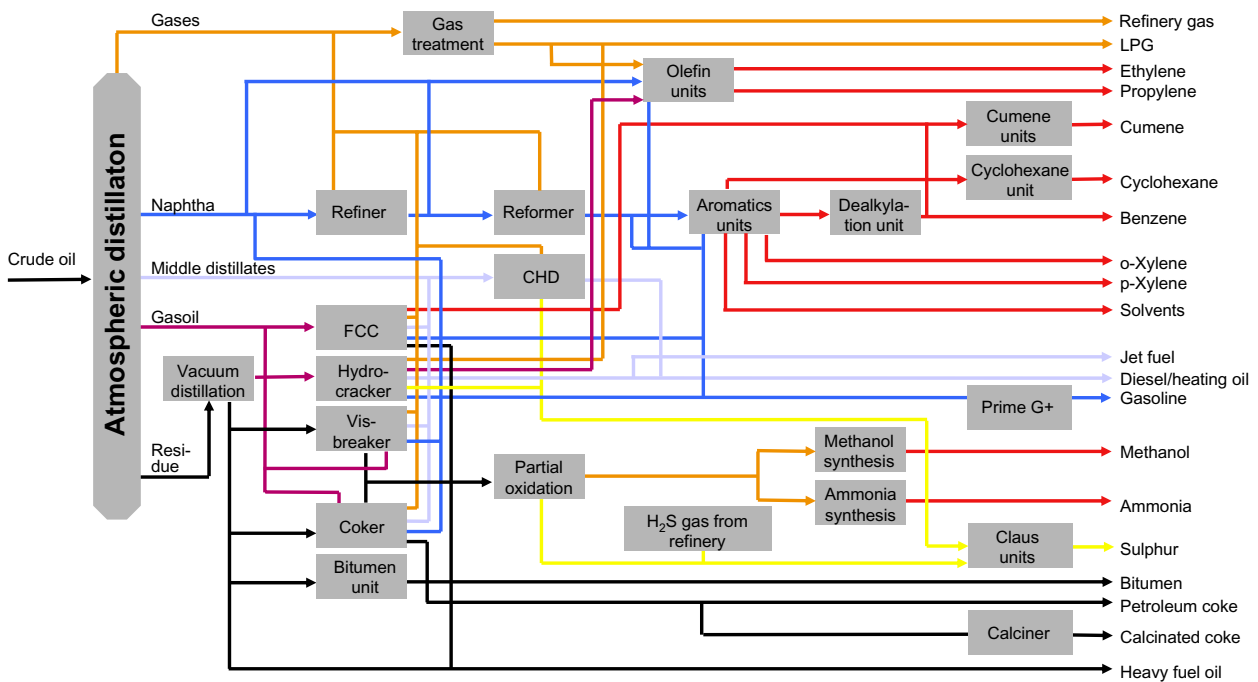 Gases
Gas
treatment
Refinery gas
LPG
Olefin
units
Ethylene
Propylene
Cumene
units
Cumene
Atmospheric distillaton
Naphtha
Refiner
Reformer
Aromatics
units
Dealkyla-
tion unit
Cyclohexane
unit
Cyclohexane
Benzene
Crude oil
Middle distillates
CHD
o-Xylene
p-Xylene
Solvents
Gasoil
FCC
Vacuum
distillation
Hydro-
cracker
Jet fuel
Diesel/heating oil
Gasoline
Prime G+
Vis-
breaker
Resi-
due
Partial
oxidation
Methanol
synthesis
Methanol
Ammonia
synthesis
Ammonia
Coker
H2S gas from
refinery
Claus
units
Sulphur
Bitumen
unit
Bitumen
Petroleum coke
Calciner
Calcinated coke
Heavy fuel oil